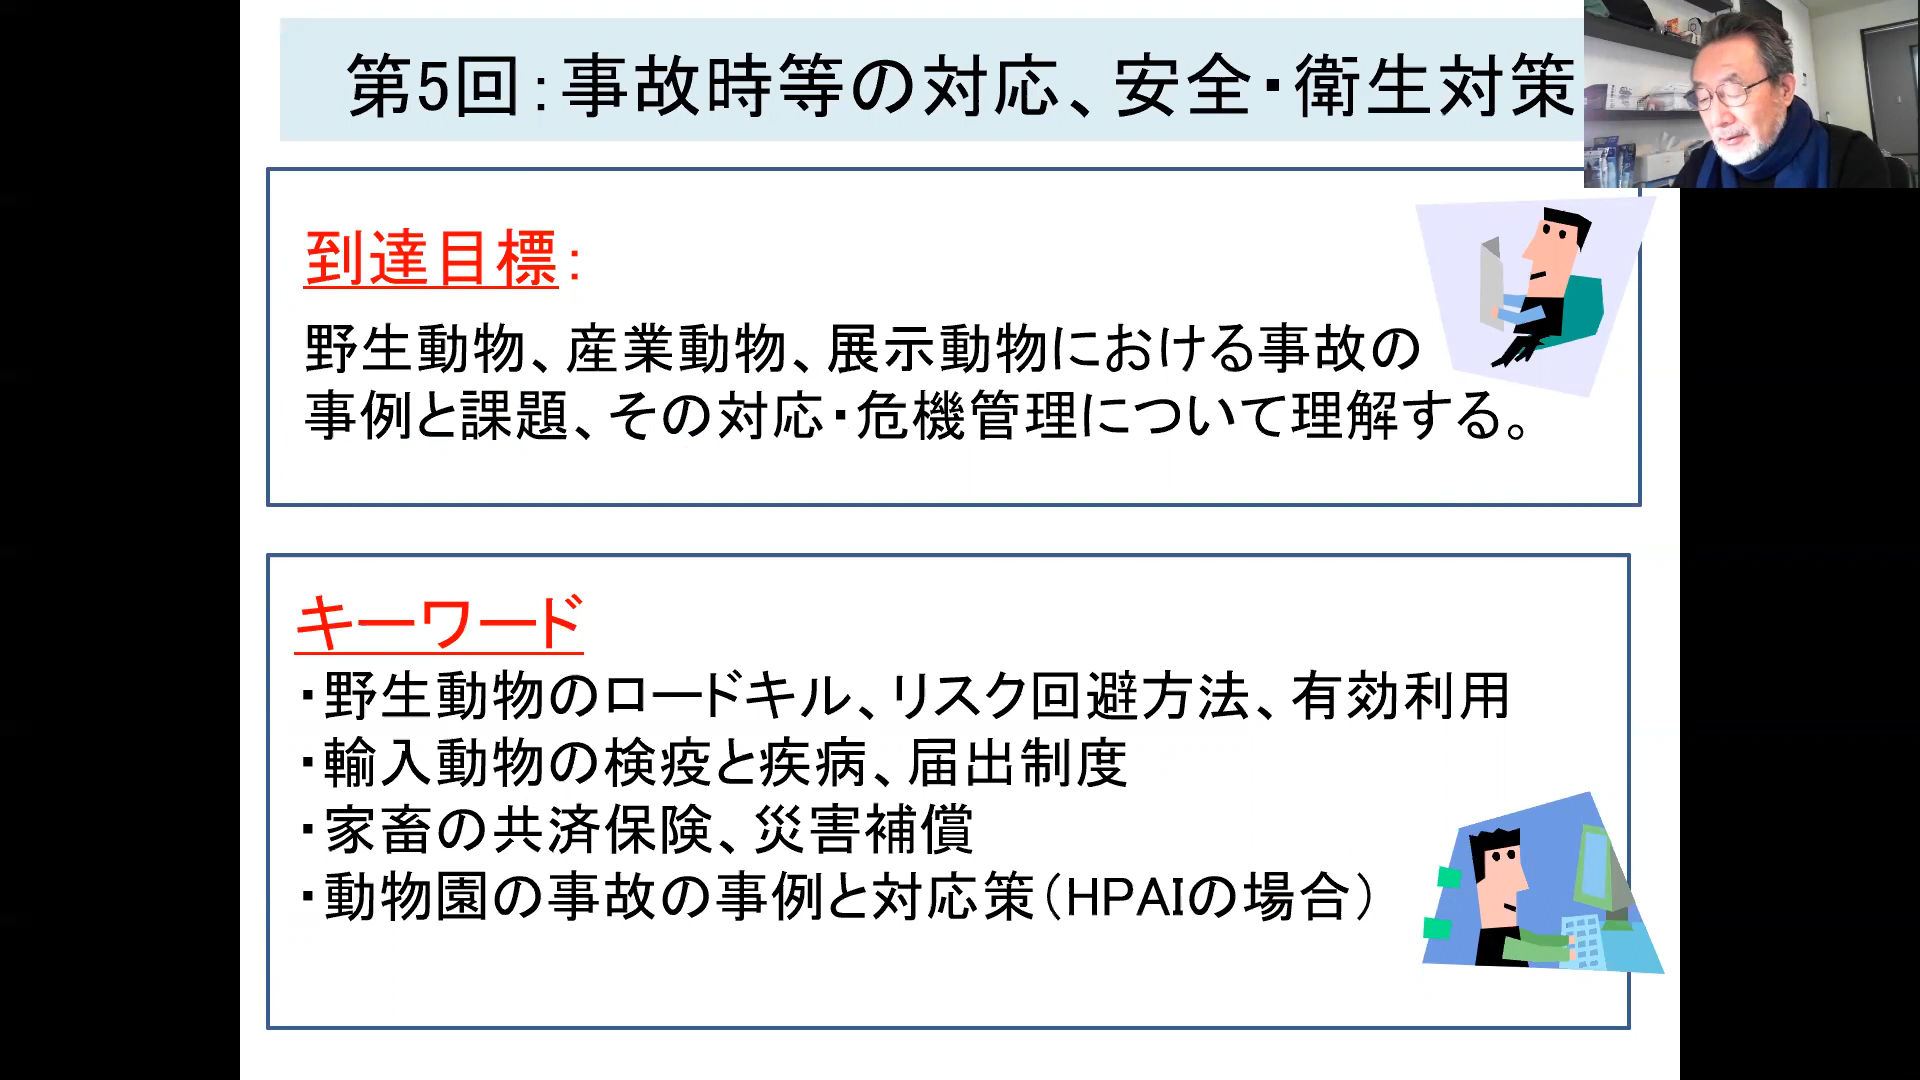 第5回：事故時等の対応、安全・衛生対策
到達目標：
野生動物、産業動物、展示動物における事故の
事例と課題、その対応・危機管理について理解する。
キーワード
・野生動物のロードキル、リスク回避方法、有効利用
・輸入動物の検疫と疾病、届出制度
・家畜の共済保険、災害補償
・動物園の事故の事例と対応策（HPAIの場合）